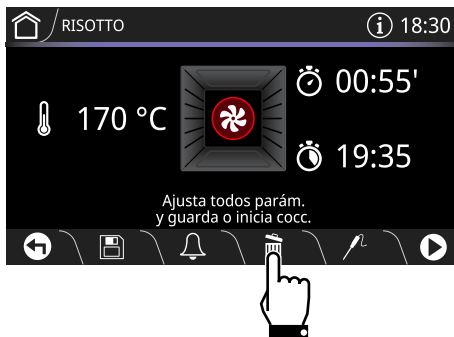 RISOTTO
18:30
00:55'
170 °C
19:35
Ajusta todos parám.
y guarda o inicia cocc.